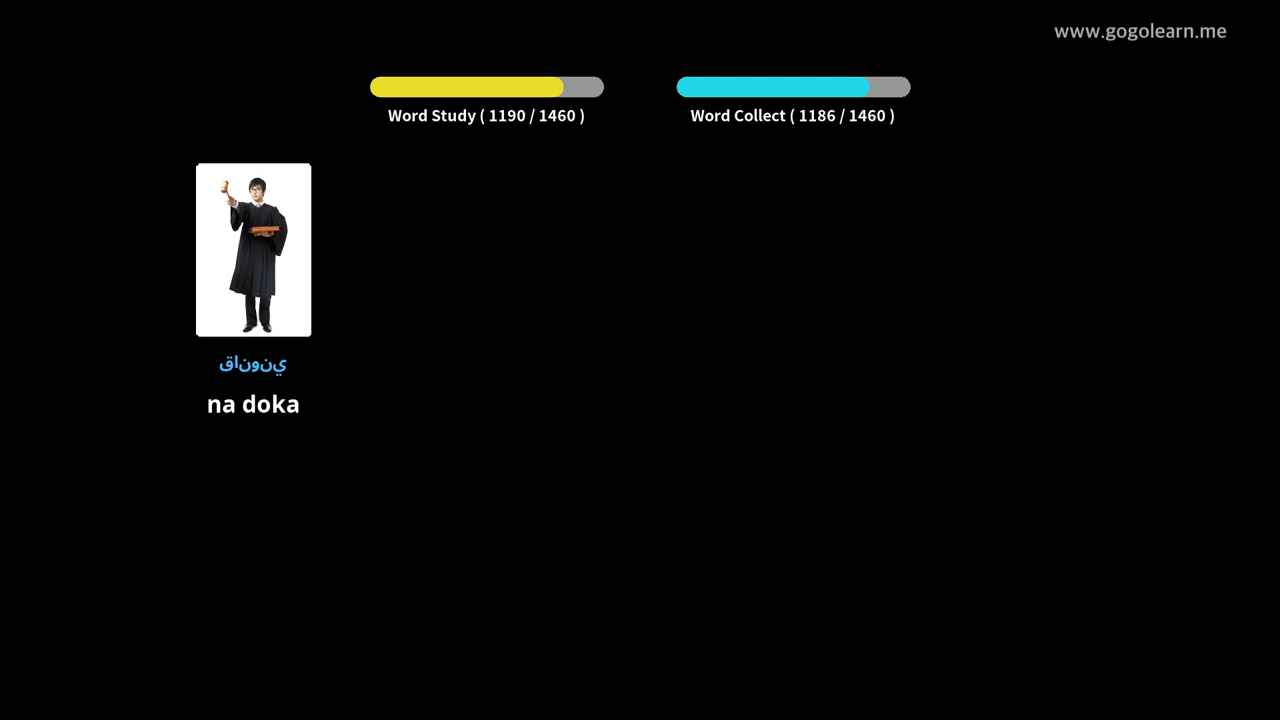 www.gogolearn.me
Word Study ( 1190 / 1460 )
Word Collect ( 1186 / 1460 )
قانوني
na doka